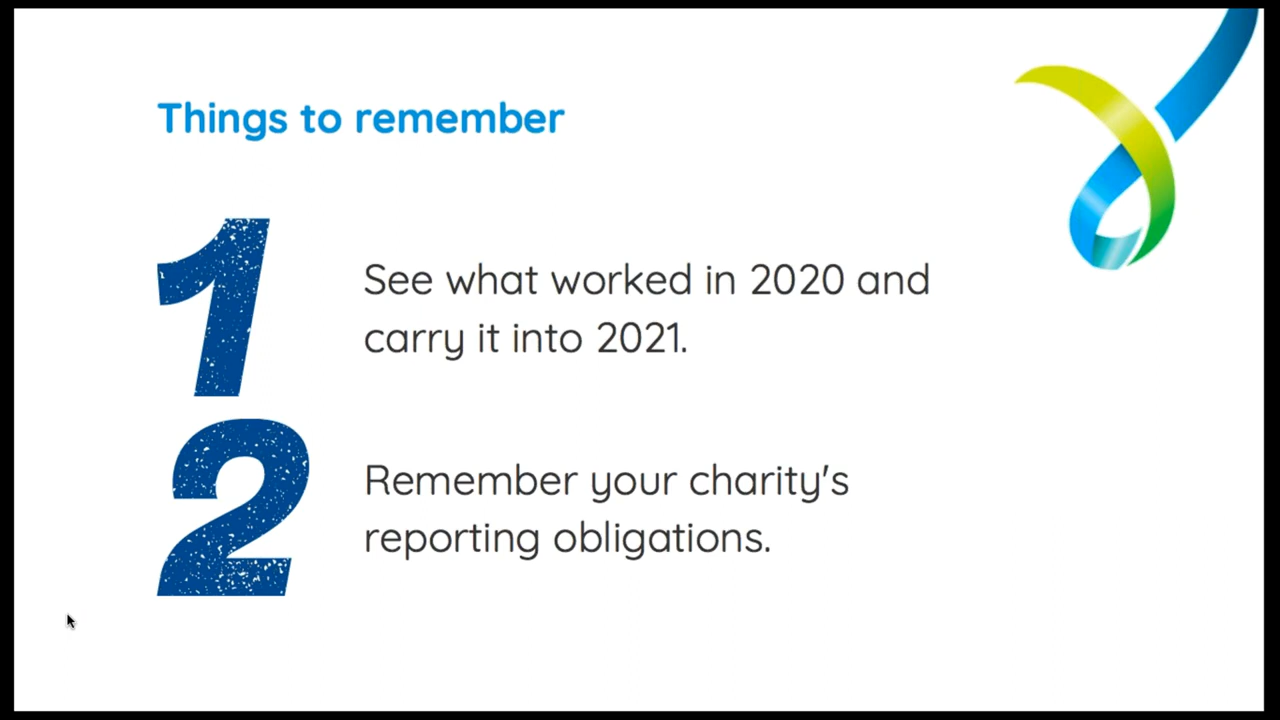 Things to remember
1
See what worked in 2020 and
carry it into 2021.
2
Remember your charity's
reporting obligations.